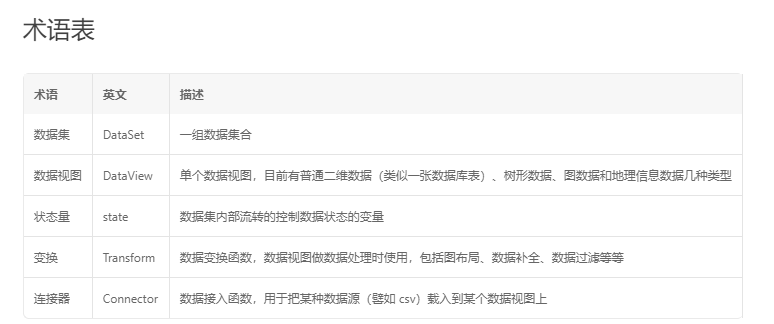 术语表
术语 英文 描述
数据集 DataSet 一组数据集合
数据视图 DataView 单个数据视图，目前有普通二维数据（类似一张数据库表）、树形数据、图数据和地理信息数据几种类型
状态量 state 数据集内部流转的控制数据状态的变量
变换 Transform 数据变换函数，数据视图做数据处理时使用，包括图布局、数据补全、数据过滤等等
连接器 Connector 数据接入函数，用于把某种数据源（譬如 csv）载入到某个数据视图上